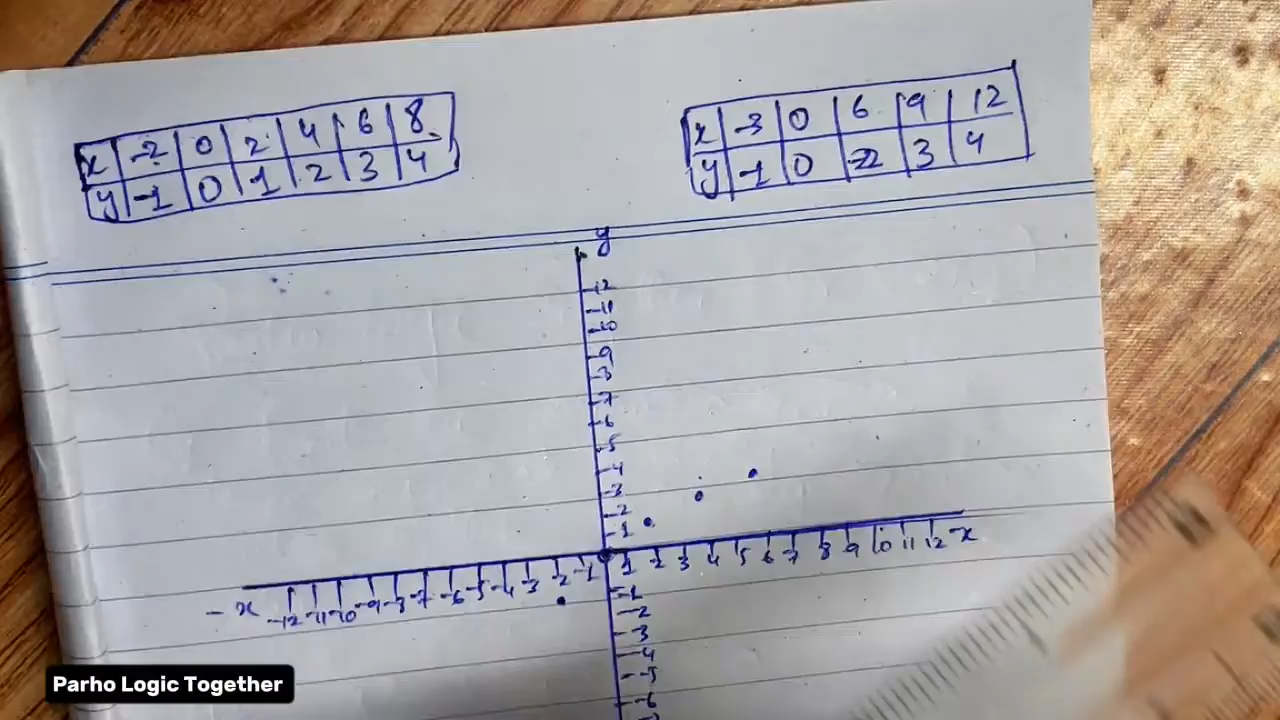 x -2 0 2 4 6 8
y -1 0 1 2 3 4
x -3 0 6 9 12
y -1 0 2 3 4
y
12
11
10
9
8
7
6
5
4
3
2
1
1 2 3 4 5 6 7 8 9 10 11 12 x
-x -12 -11 -10 -9 -8 -7 -6 -5 -4 -3 -2 -1
-1
-2
-3
-4
-5
-6
Parho Logic Together